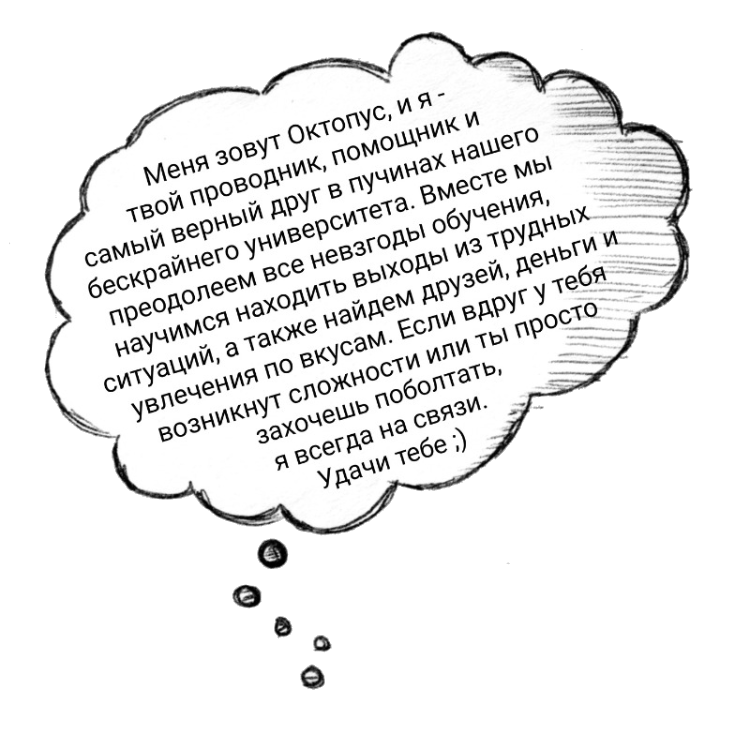 Меня зовут Октопус, и я -
твой проводник, помощник и
самый верный друг в пучинах нашего
бескрайнего университета. Вместе мы
преодолеем все невзгоды обучения,
научимся находить выходы из трудных
ситуаций, а также найдем друзей, деньги и
увлечения по вкусам. Если вдруг у тебя
возникнут сложности или ты просто
захочешь поболтать,
я всегда на связи.
Удачи тебе ;)